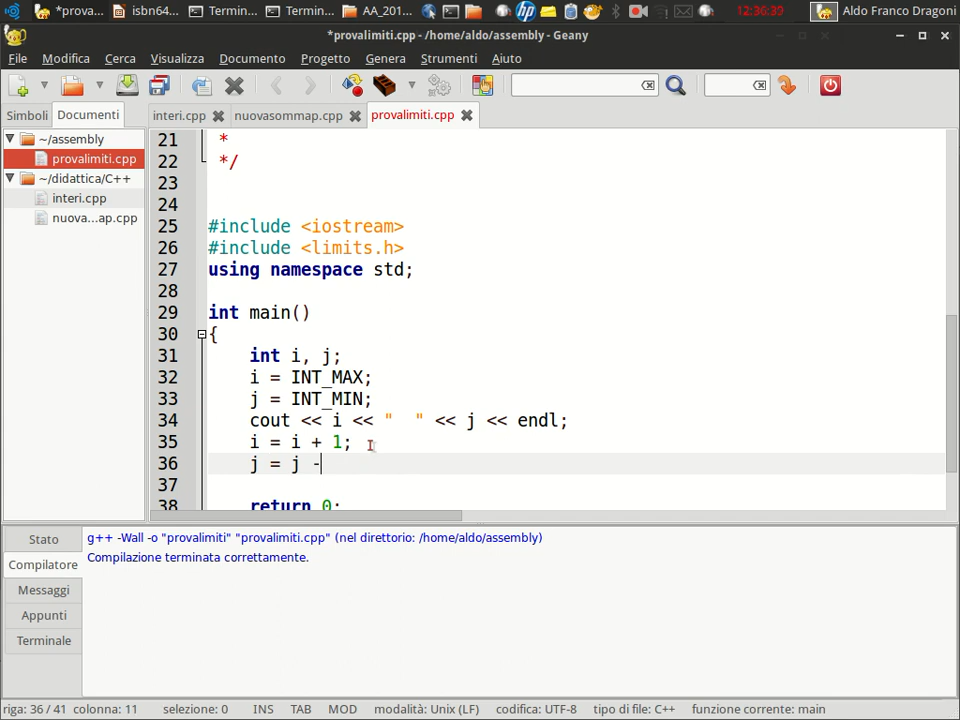 *prova...
isbn64...
Termin...
Termin...
AA_201...
12:36:39
Aldo Franco Dragoni
*provalimiti.cpp - /home/aldo/assembly - Geany
File Modifica Cerca Visualizza Documento Progetto Genera Strumenti Aiuto
Simboli Documenti
interi.cpp nuovasommap.cpp provalimiti.cpp
~/assembly
provalimiti.cpp
~/didattica/C++
interi.cpp
nuova...ap.cpp
21 *
22 */
23
24
25 #include <iostream>
26 #include <limits.h>
27 using namespace std;
28
29 int main()
30 {
31 int i, j;
32 i = INT_MAX;
33 j = INT_MIN;
34 cout << i << "  " << j << endl;
35 i = i + 1;
36 j = j -
37
38 return 0;
Stato
Compilatore
Messaggi
Appunti
Terminale
g++ -Wall -o "provalimiti" "provalimiti.cpp" (nel direttorio: /home/aldo/assembly)
Compilazione terminata correttamente.
riga: 36 / 41 colonna: 11 selezione: 0 INS TAB MOD modalità: Unix (LF) codifica: UTF-8 tipo di file: C++ funzione corrente: main